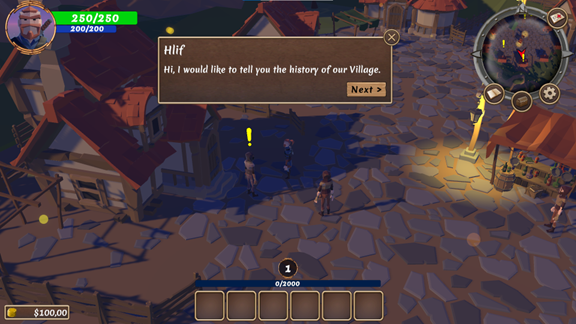 250/250
200/200
Hlif
Hi, I would like to tell you the history of our Village.
Next >
!
1
0/2000
$100,00